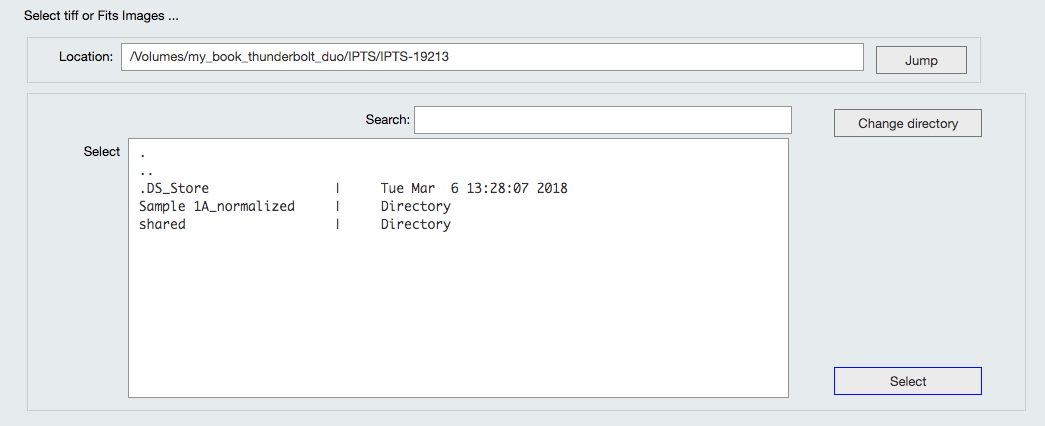 Select tiff or Fits Images ...
Location: /Volumes/my_book_thunderbolt_duo/IPTS/IPTS-19213 Jump
Search: Change directory
Select .
..
.DS_Store | Tue Mar  6 13:28:07 2018
Sample 1A_normalized | Directory
shared | Directory
Select